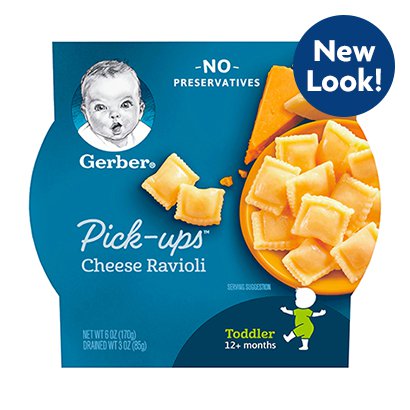 New
Look!
-NO-
PRESERVATIVES
Gerber®
Pick-ups™
Cheese Ravioli
SERVING SUGGESTION
NET WT 6 OZ (170g)
DRAINED WT 3 OZ (85g)
Toddler
12+ months